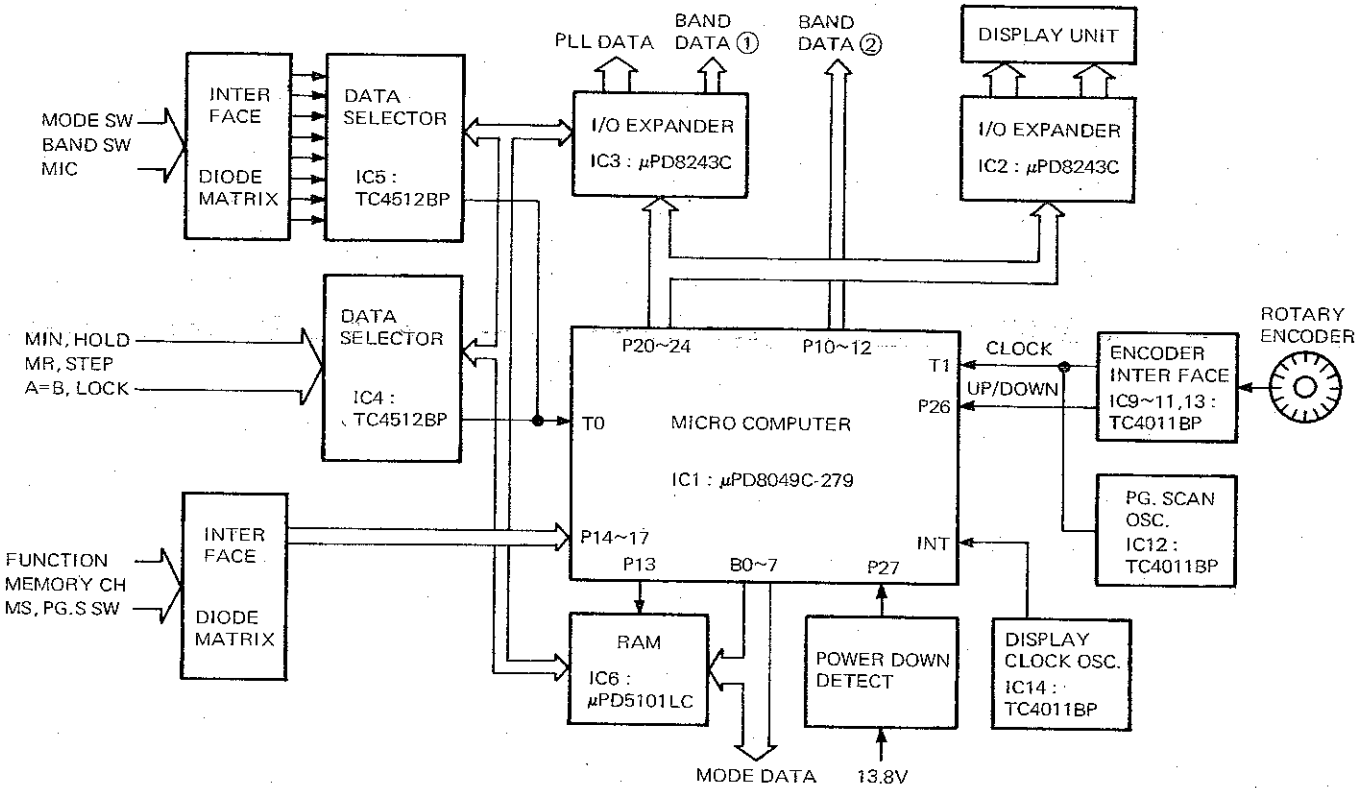 MODE SW
BAND SW
MIC
INTER
FACE
DIODE
MATRIX
DATA
SELECTOR
IC5 :
TC4512BP
PLL DATA
BAND
DATA ①
I/O EXPANDER
IC3 : μPD8243C
BAND
DATA ②
DISPLAY UNIT
I/O EXPANDER
IC2 : μPD8243C
MIN, HOLD
MR, STEP
A=B, LOCK
DATA
SELECTOR
IC4 :
TC4512BP
P20~24
P10~12
T1
P26
T0
MICRO COMPUTER
IC1 : μPD8049C-279
P14~17
INT
P13
B0~7
P27
CLOCK
UP/DOWN
ENCODER
INTER FACE
IC9~11,13 :
TC4011BP
ROTARY
ENCODER
PG. SCAN
OSC.
IC12 :
TC4011BP
FUNCTION
MEMORY CH
MS, PG.S SW
INTER
FACE
DIODE
MATRIX
RAM
IC6 :
μPD5101LC
POWER DOWN
DETECT
DISPLAY
CLOCK OSC.
IC14 :
TC4011BP
MODE DATA
13.8V